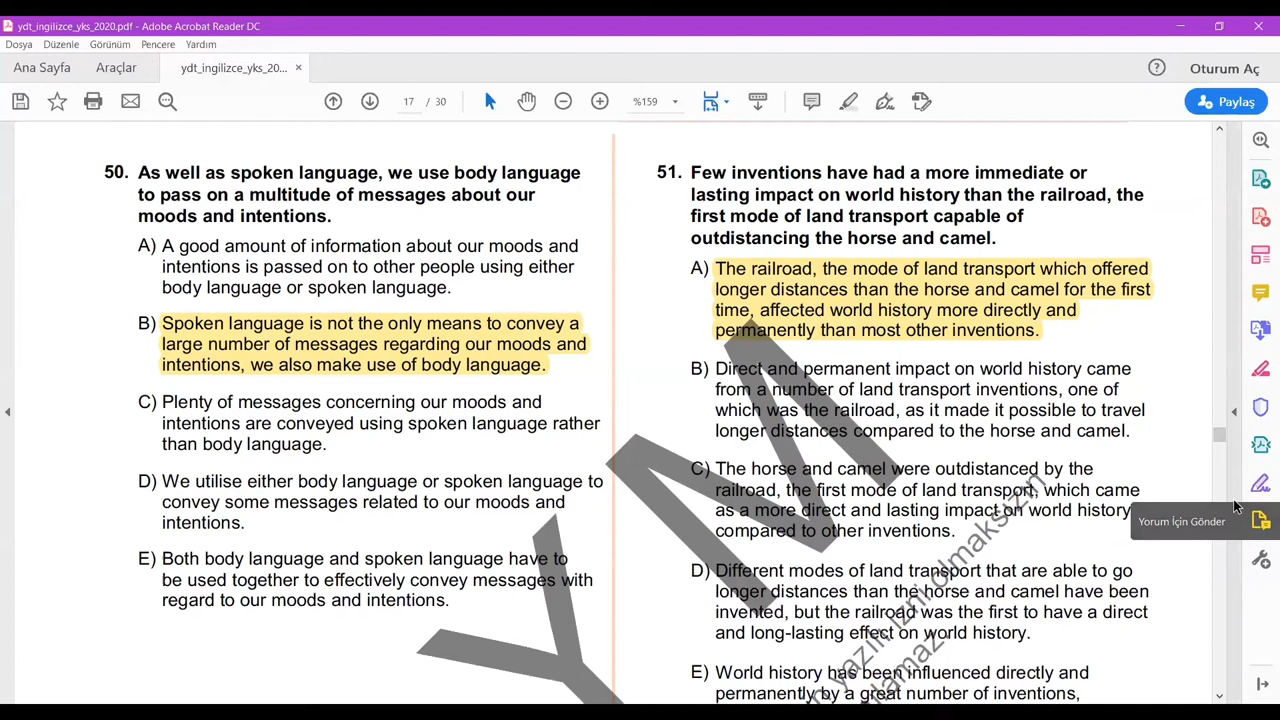 ydt_ingilizce_yks_2020.pdf - Adobe Acrobat Reader DC
Dosya Düzenle Görünüm Pencere Yardım
Ana Sayfa Araçlar ydt_ingilizce_yks_20... × Oturum Aç
17 / 30 %159 Paylaş
50. As well as spoken language, we use body language
to pass on a multitude of messages about our
moods and intentions.
A) A good amount of information about our moods and
intentions is passed on to other people using either
body language or spoken language.
B) Spoken language is not the only means to convey a
large number of messages regarding our moods and
intentions, we also make use of body language.
C) Plenty of messages concerning our moods and
intentions are conveyed using spoken language rather
than body language.
D) We utilise either body language or spoken language to
convey some messages related to our moods and
intentions.
E) Both body language and spoken language have to
be used together to effectively convey messages with
regard to our moods and intentions.
51. Few inventions have had a more immediate or
lasting impact on world history than the railroad, the
first mode of land transport capable of
outdistancing the horse and camel.
A) The railroad, the mode of land transport which offered
longer distances than the horse and camel for the first
time, affected world history more directly and
permanently than most other inventions.
B) Direct and permanent impact on world history came
from a number of land transport inventions, one of
which was the railroad, as it made it possible to travel
longer distances compared to the horse and camel.
C) The horse and camel were outdistanced by the
railroad, the first mode of land transport, which came
as a more direct and lasting impact on world history
compared to other inventions.
D) Different modes of land transport that are able to go
longer distances than the horse and camel have been
invented, but the railroad was the first to have a direct
and long-lasting effect on world history.
E) World history has been influenced directly and
permanently by a great number of inventions,
Yorum İçin Gönder
YM
yazılı izni olmaksızın